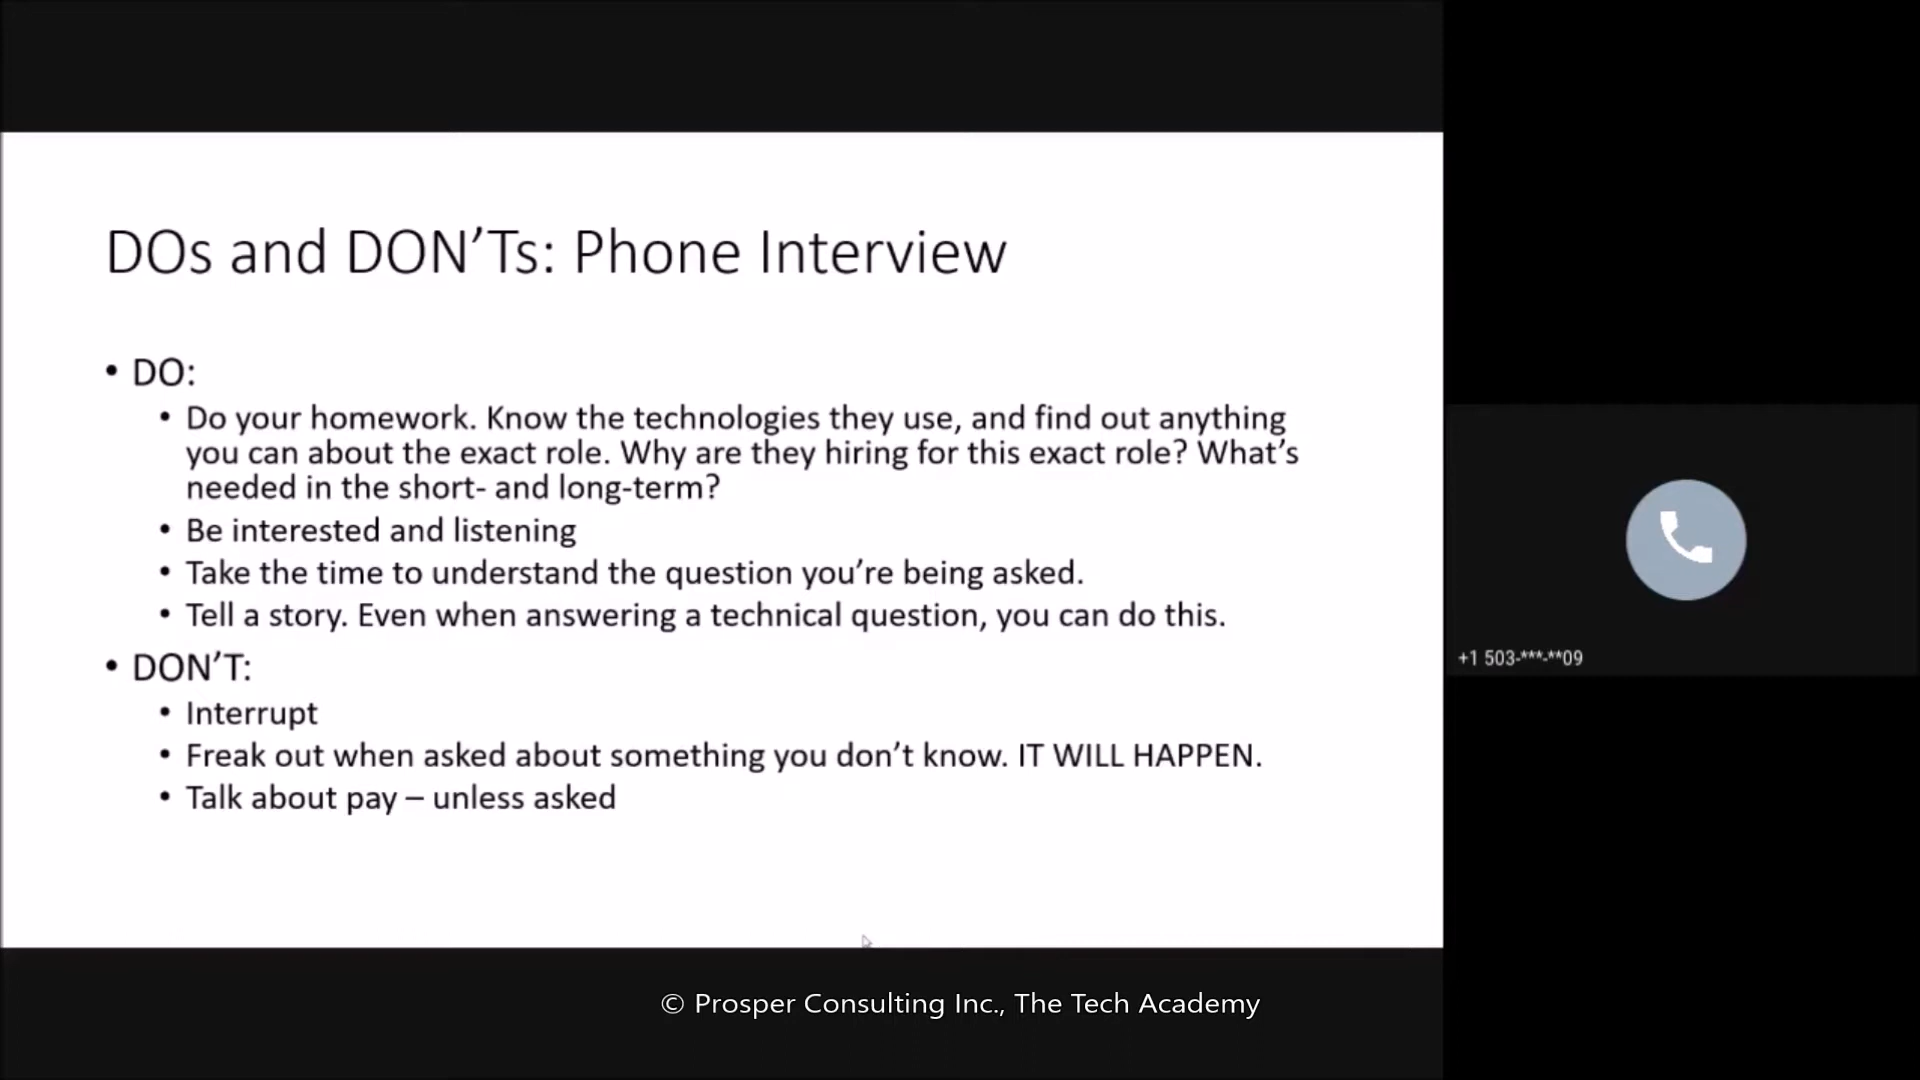 DOs and DON’Ts: Phone Interview
• DO:
• Do your homework. Know the technologies they use, and find out anything
you can about the exact role. Why are they hiring for this exact role? What’s
needed in the short- and long-term?
• Be interested and listening
• Take the time to understand the question you’re being asked.
• Tell a story. Even when answering a technical question, you can do this.
• DON’T:
• Interrupt
• Freak out when asked about something you don’t know. IT WILL HAPPEN.
• Talk about pay – unless asked
+1 503-***-**09
© Prosper Consulting Inc., The Tech Academy